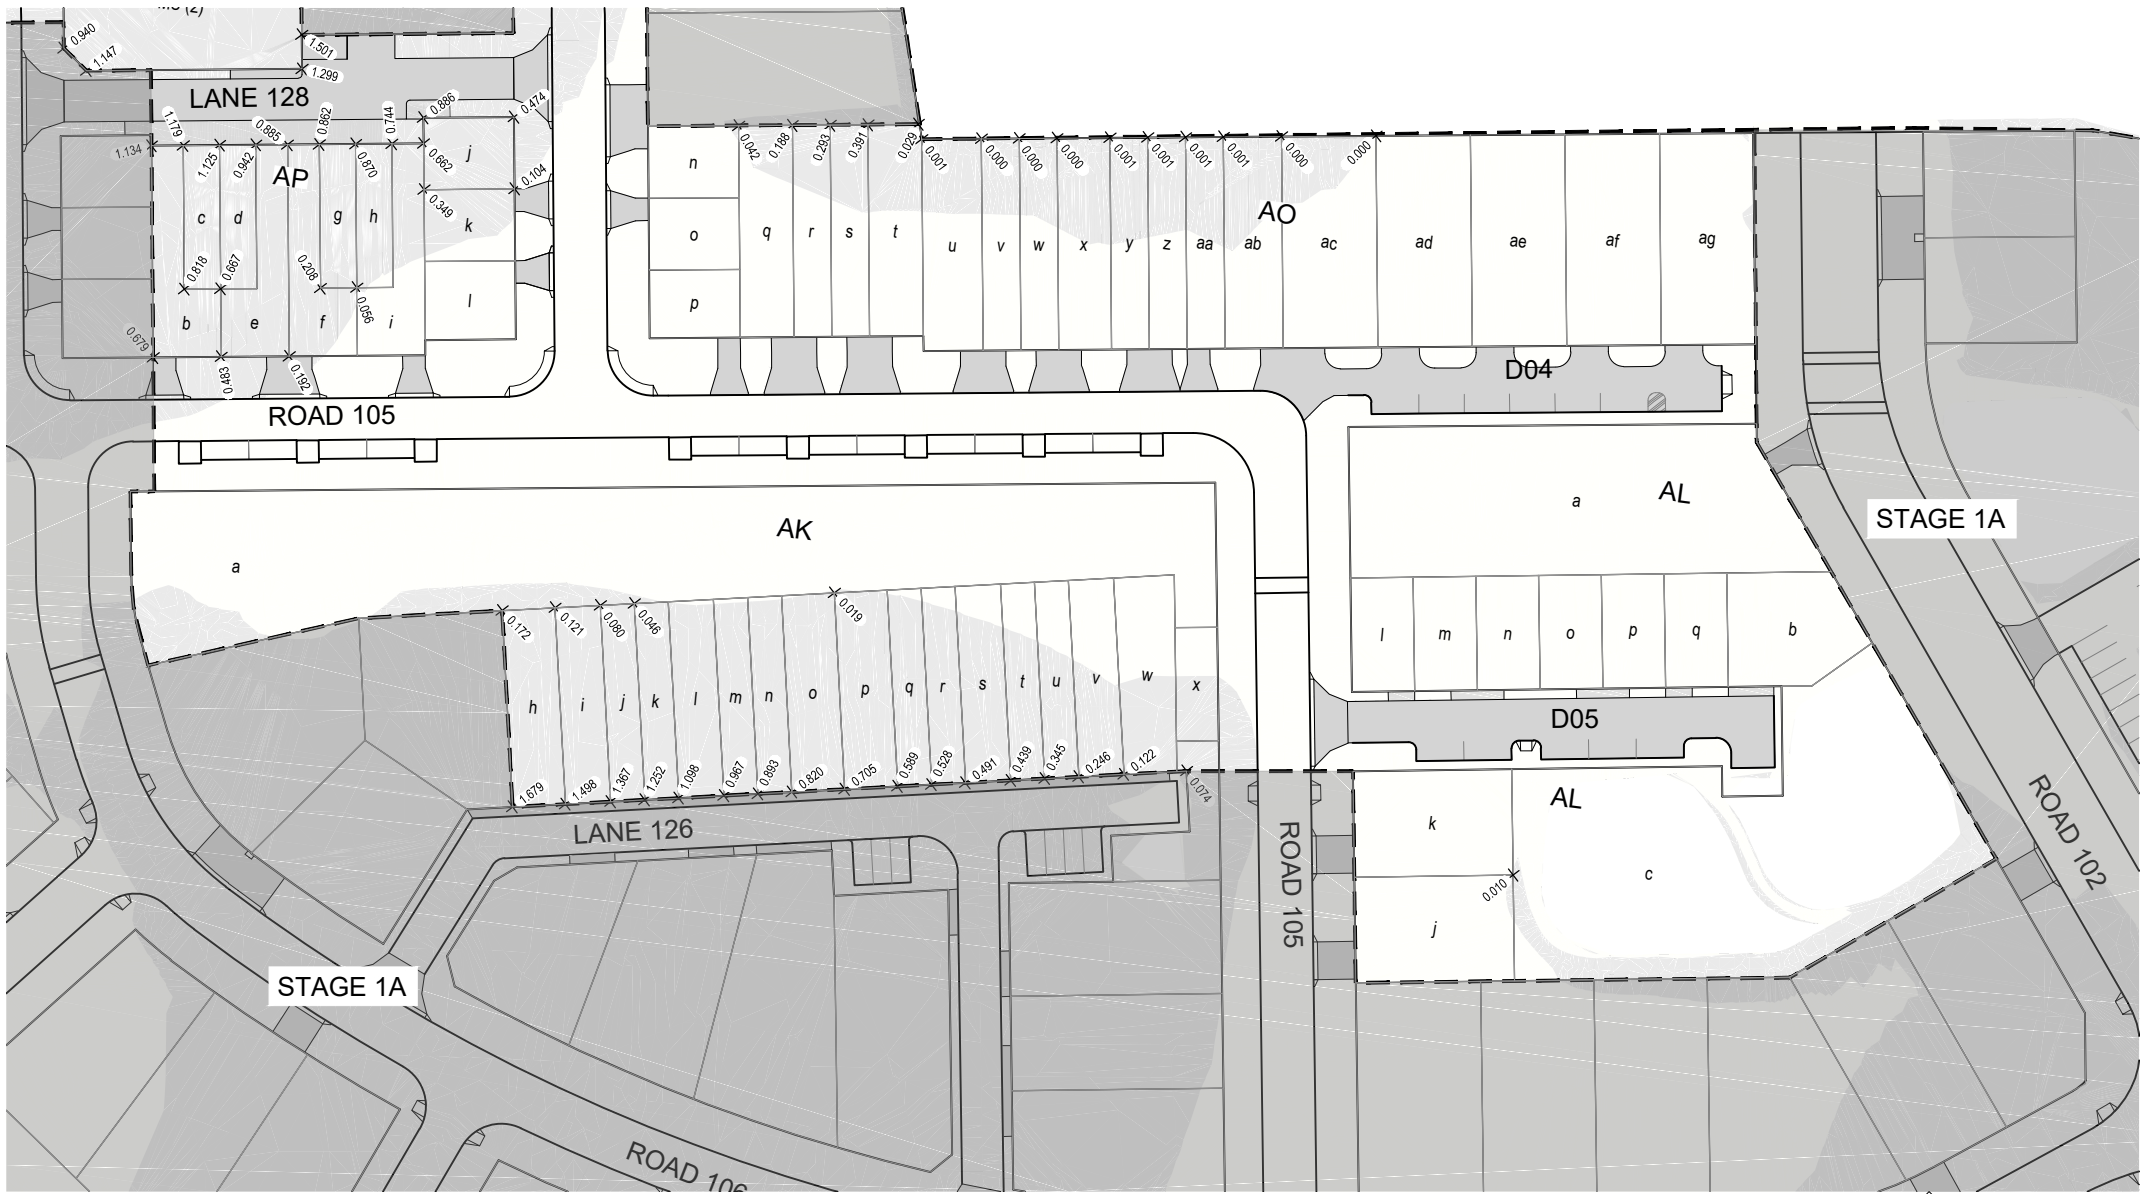 0.940
1.147
1.501
1.299
LANE 128
1.179
0.885
0.862
0.744
0.886
0.474
1.134
1.125
0.942
0.870
0.662
AP
j
0.104
0.349
c
d
g
h
k
0.818
0.667
0.208
0.056
l
b
e
f
i
0.679
0.483
0.192
ROAD 105
n
o
p
0.042
0.188
0.293
0.391
0.029
0.001
0.000
0.000
0.000
0.001
0.001
0.001
0.001
0.000
0.000
AO
q
r
s
t
u
v
w
x
y
z
aa
ab
ac
ad
ae
af
ag
D04
AK
a
AL
a
STAGE 1A
0.172
0.121
0.080
0.046
0.019
h
i
j
k
l
m
n
o
p
q
r
s
t
u
v
w
x
l
m
n
o
p
q
b
D05
1.679
1.498
1.367
1.252
1.098
0.967
0.893
0.820
0.705
0.589
0.528
0.491
0.439
0.345
0.246
0.122
0.074
LANE 126
ROAD 105
AL
k
c
0.010
j
ROAD 102
STAGE 1A
ROAD 106